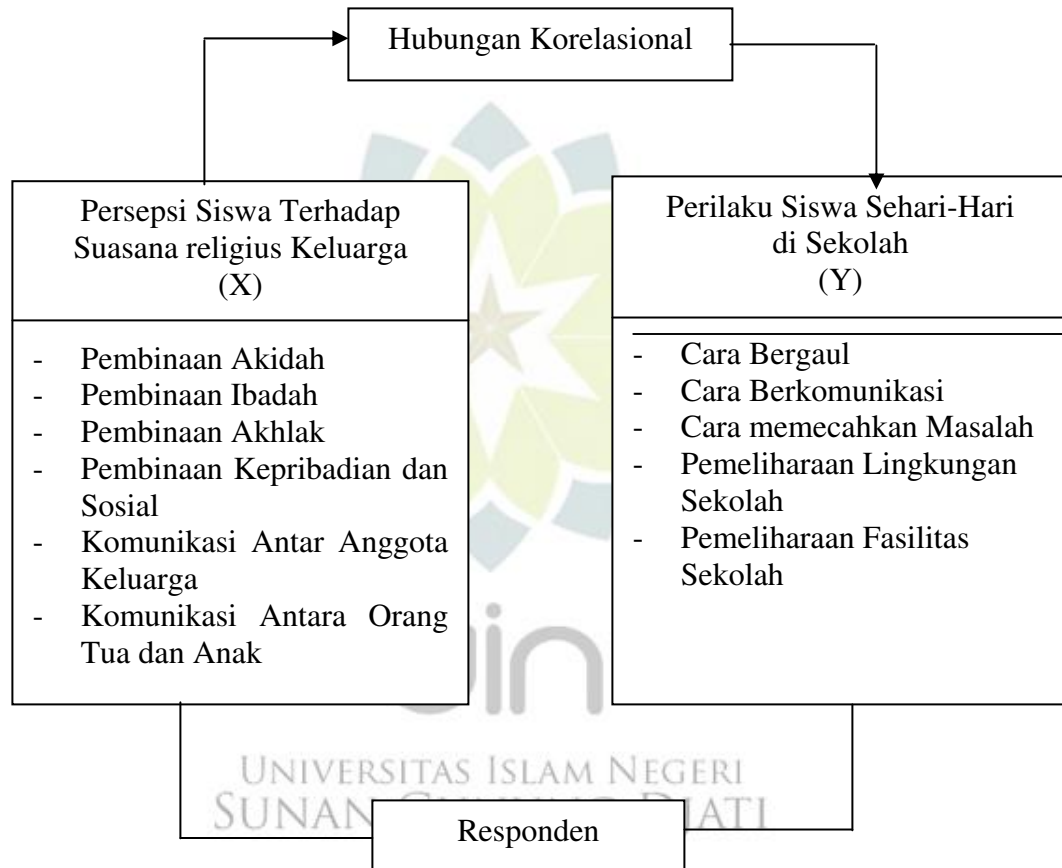 Hubungan Korelasional
Persepsi Siswa Terhadap
Suasana religius Keluarga
(X)
- Pembinaan Akidah
- Pembinaan Ibadah
- Pembinaan Akhlak
- Pembinaan Kepribadian dan
Sosial
- Komunikasi Antar Anggota
Keluarga
- Komunikasi Antara Orang
Tua dan Anak
Perilaku Siswa Sehari-Hari
di Sekolah
(Y)
- Cara Bergaul
- Cara Berkomunikasi
- Cara memecahkan Masalah
- Pemeliharaan Lingkungan
Sekolah
- Pemeliharaan Fasilitas
Sekolah
uin
UNIVERSITAS ISLAM NEGERI
SUNAN DJATI
Responden